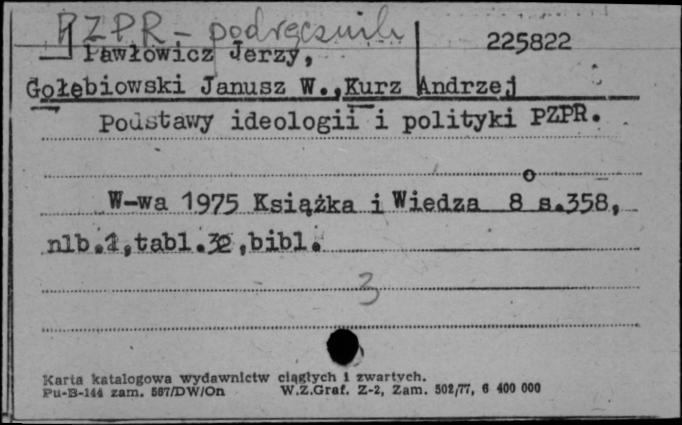 PZPR - podręcznik
225822
Pawłowicz Jerzy,
Gołębiowski Janusz W., Kurz Andrzej
Podstawy ideologii i polityki PZPR.
W-wa 1975 Książka i Wiedza 8° s.358,
nlb.1, tabl.32, bibl.
3
Karta katalogowa wydawnictw ciągłych i zwartych.
Pu-B-144 zam. 567/DW/On W.Z.Graf. Z-2, Zam. 502/77, 6 400 000